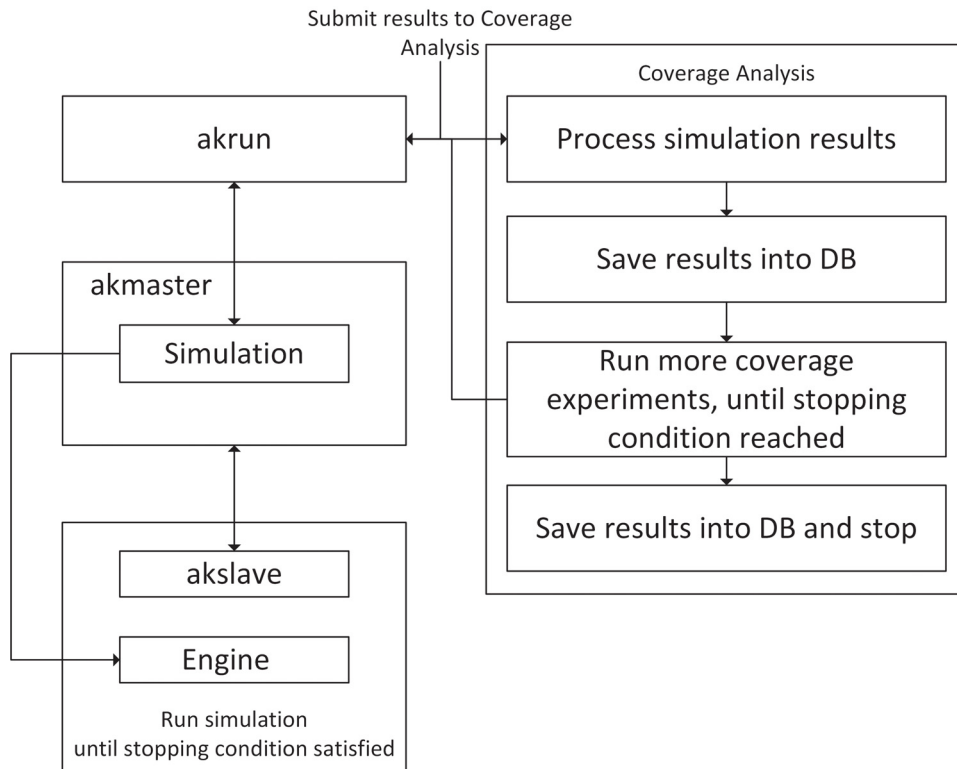 Submit results to Coverage
Analysis
Coverage Analysis
akrun
Process simulation results
akmaster
Save results into DB
Simulation
Run more coverage
experiments, until stopping
condition reached
Save results into DB and stop
akslave
Engine
Run simulation
until stopping condition satisfied